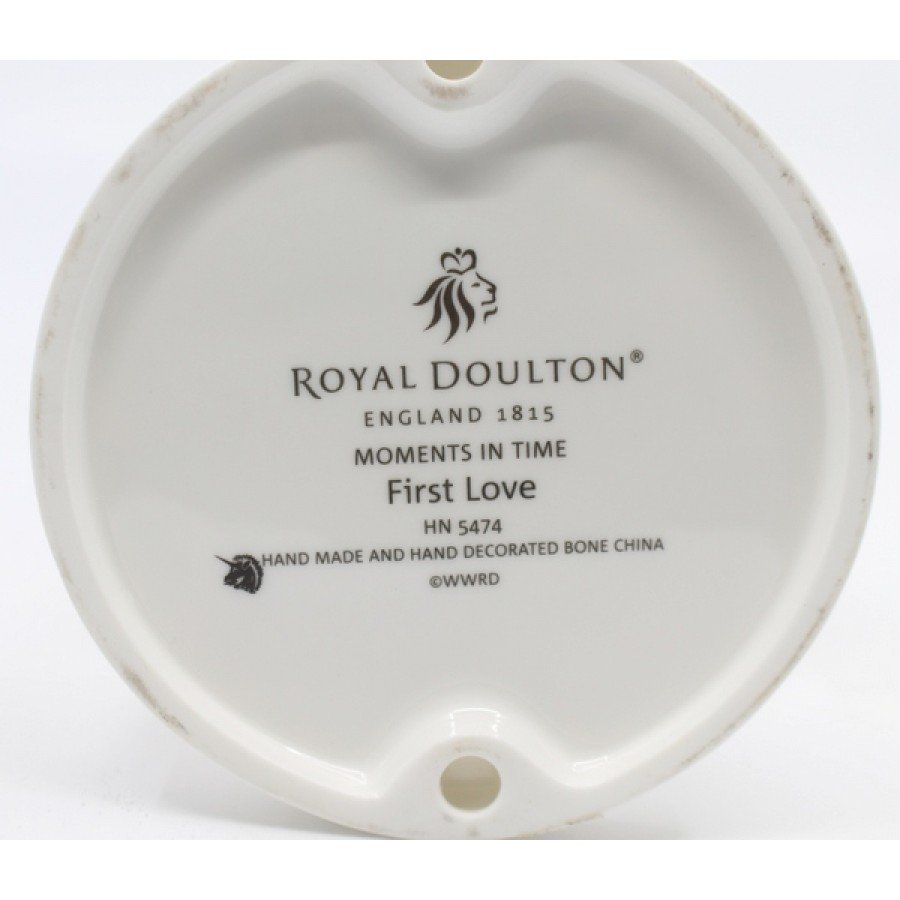 ROYAL DOULTON®
ENGLAND 1815
MOMENTS IN TIME
First Love
HN 5474
HAND MADE AND HAND DECORATED BONE CHINA
©WWRD